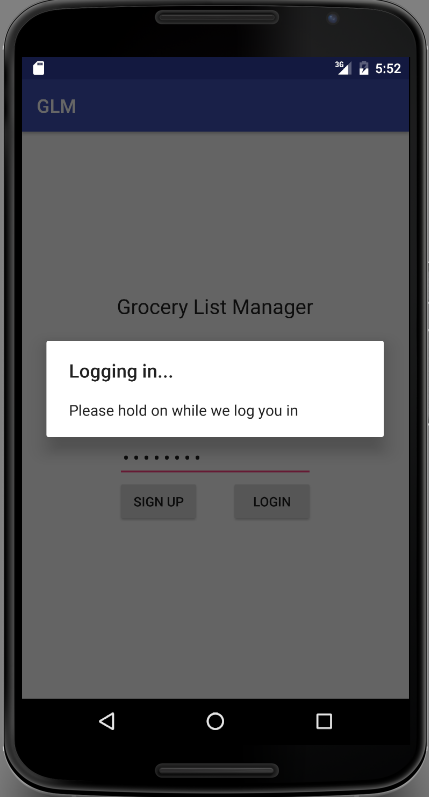 3G 5:52
GLM
Grocery List Manager
Logging in...
Please hold on while we log you in
SIGN UP LOGIN